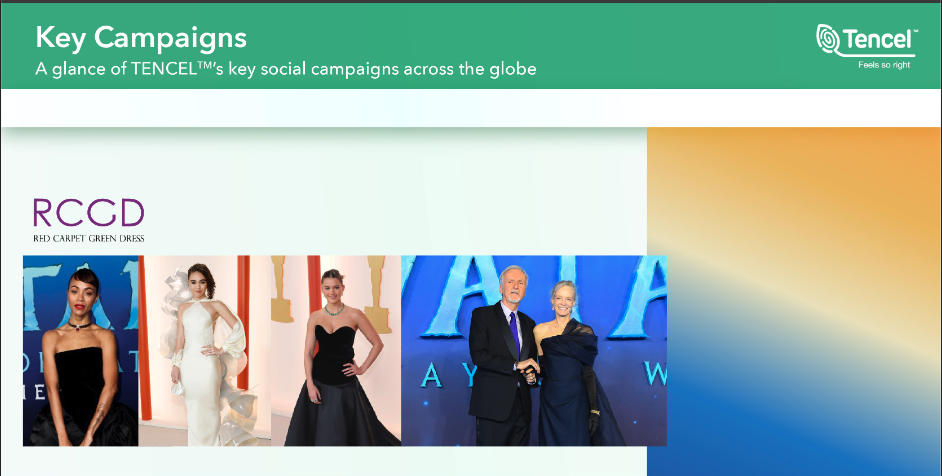 Key Campaigns
A glance of TENCEL™'s key social campaigns across the globe
Tencel™
Feels so right
RCGD
RED CARPET GREEN DRESS
A Y W